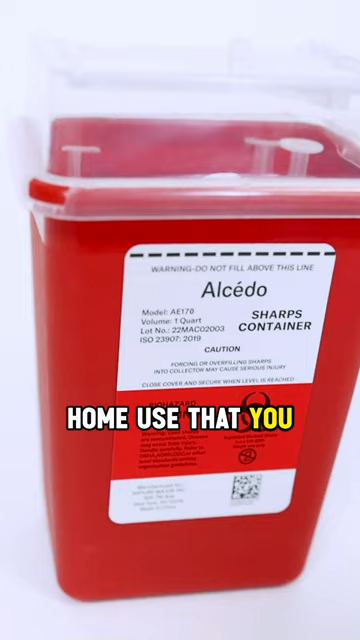 WARNING-DO NOT FILL ABOVE THIS LINE
Alcédo
Model: AE170
Volume: 1 Quart
Lot No.: 22MAC02003
ISO 23907: 2019
SHARPS
CONTAINER
CAUTION
FORCING OR OVERFILLING SHARPS
INTO COLLECTOR MAY CAUSE SERIOUS INJURY
CLOSE COVER AND SECURE WHEN LEVEL IS REACHED
BIOHAZARD
HOME USE THAT YOU